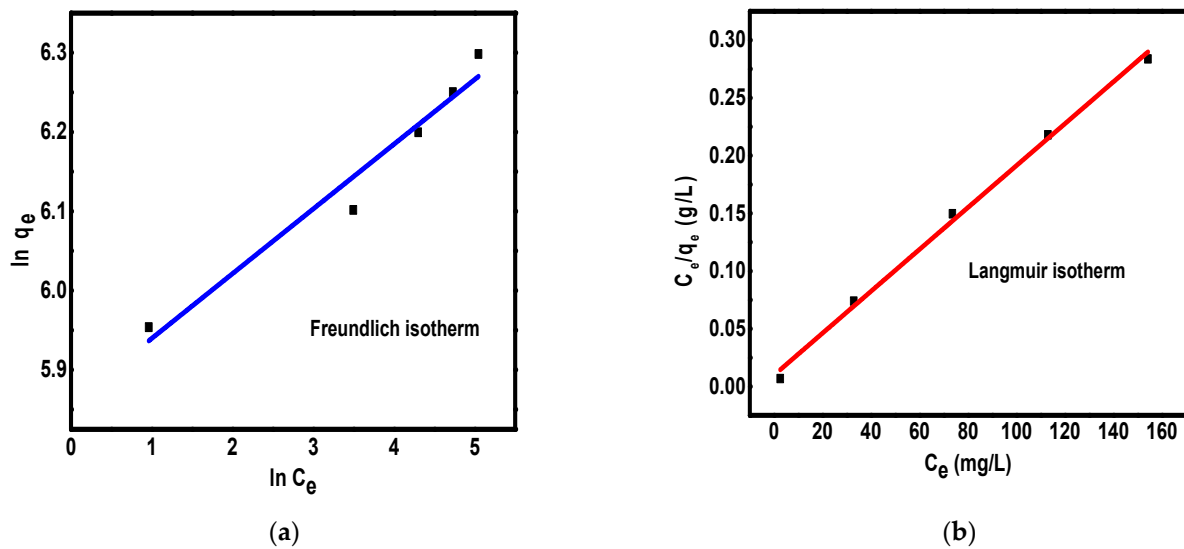 6.3
6.2
6.1
6.0
5.9
ln qe
0 1 2 3 4 5
ln Ce
Freundlich isotherm
(a)
0.30
0.25
0.20
0.15
0.10
0.05
0.00
Ce/qe (g/L)
0 20 40 60 80 100 120 140 160
Ce (mg/L)
Langmuir isotherm
(b)